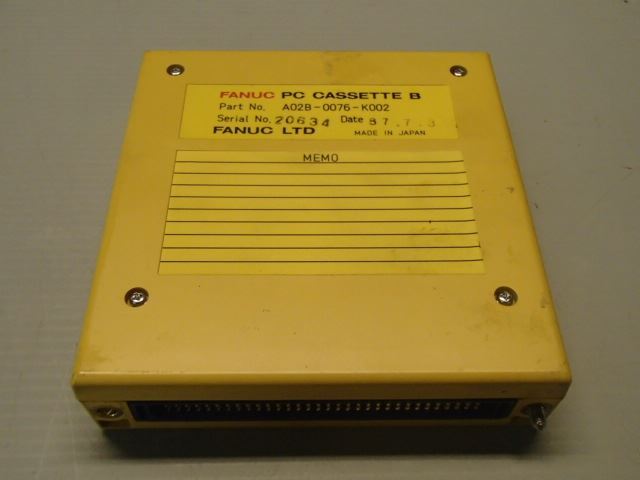 FANUC PC CASSETTE B
Part No. A02B-0076-K002
Serial No. 20634 Date 87.7.3
FANUC LTD MADE IN JAPAN
MEMO